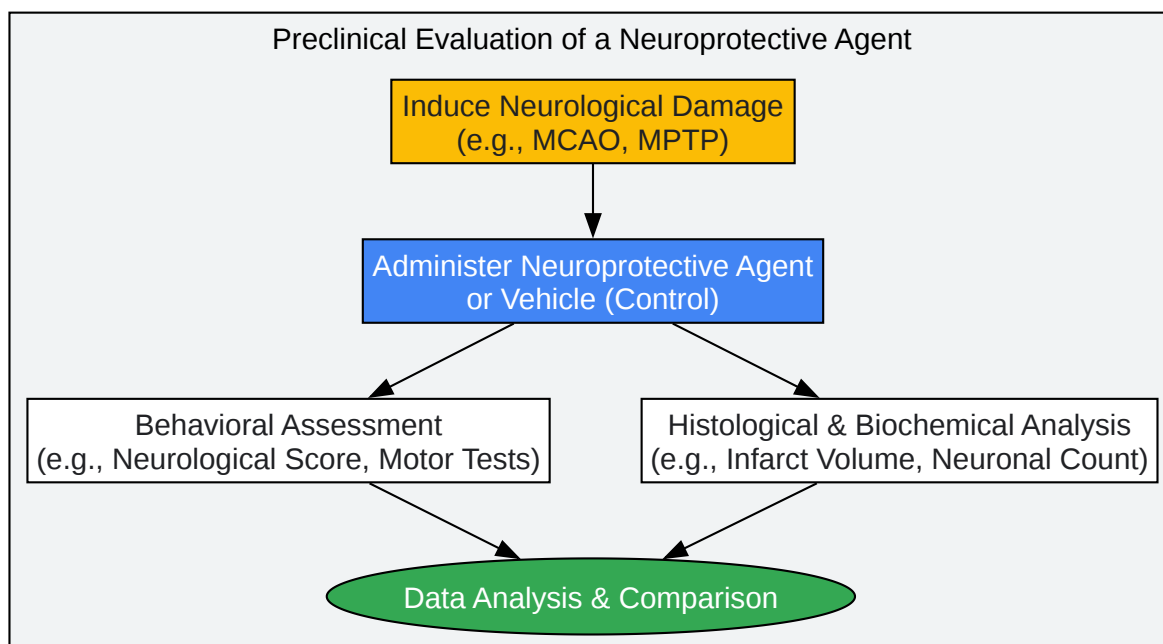 Preclinical Evaluation of a Neuroprotective Agent
Induce Neurological Damage
(e.g., MCAO, MPTP)
Administer Neuroprotective Agent
or Vehicle (Control)
Behavioral Assessment
(e.g., Neurological Score, Motor Tests)
Histological & Biochemical Analysis
(e.g., Infarct Volume, Neuronal Count)
Data Analysis & Comparison